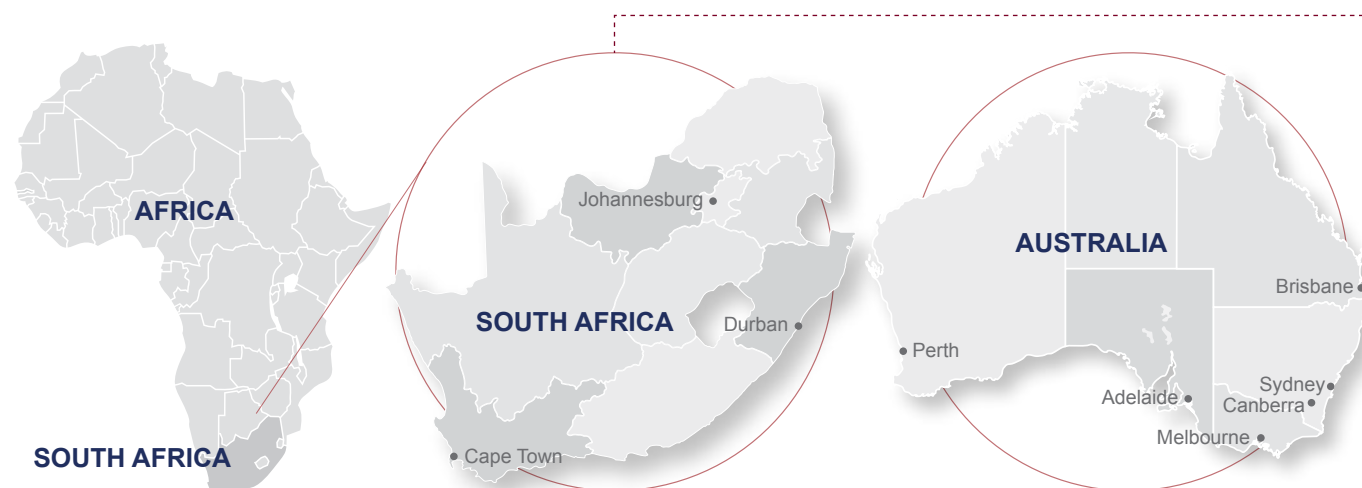 AFRICA
SOUTH AFRICA
Johannesburg
SOUTH AFRICA
Durban
Cape Town
AUSTRALIA
Brisbane
Perth
Sydney
Adelaide
Canberra
Melbourne